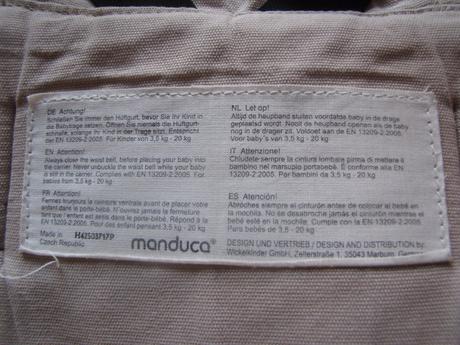 DE Achtung!
Schließen Sie immer den Hüftgurt, bevor Sie Ihr Kind in
die Babytrage setzen. Öffnen Sie niemals die Hüftgurt-
schnalle, solange Ihr Kind in der Trage sitzt. Entspricht
der EN 13209-2:2005. Für Kinder von 3,5 kg - 20 kg
EN Attention!
Always close the waist belt, before placing your baby into
the carrier. Never unbuckle the waist belt while your baby
is still in the carrier. Complies with EN 13209-2:2005. For
babies from 3,5 kg - 20 kg
FR Attention!
Fermez toujours la ceinture ventrale avant de placer votre
enfant dans le porte-bébé. N'ouvrez jamais la fermeture
tant que l'enfant est assis dans le porte-bébé. Répond à la
EN 13209-2:2005. Pour des enfant pensant 3,5 kg - 20 kg
Made in
Czech Republic
manduca®
NL Let op!
Altijd de heupband sluiten voordat uw baby in de drager
geplaatsd wordt. Nooit de heupband openen als de baby
nog in de drager zit. Voldoet aan de EN 13209-2:2005.
Voor baby's van 3,5 kg - 20 kg
IT Attenzione!
Chiudete sempre la cintura lombare pima di mettere il
bambino nel marsupio portabebè. E conforme alla
EN 13209-2:2005. Per bambini da 3,5 kg - 20 kg
ES Atención!
Abróches siempre el cinturón antes de colocar al bebé en
la mochila. No se desabroche jamás el cinturón mientras el
bebé esté en la mochila. Cumple con la EN 13209-2:2005.
Para bebés de 3,5 - 20 kg
DESIGN UND VERTRIEB / DESIGN AND DISTRIBUTION by:
Wickelkinder GmbH, Zeiterstraße 1, 35043 Marburg,